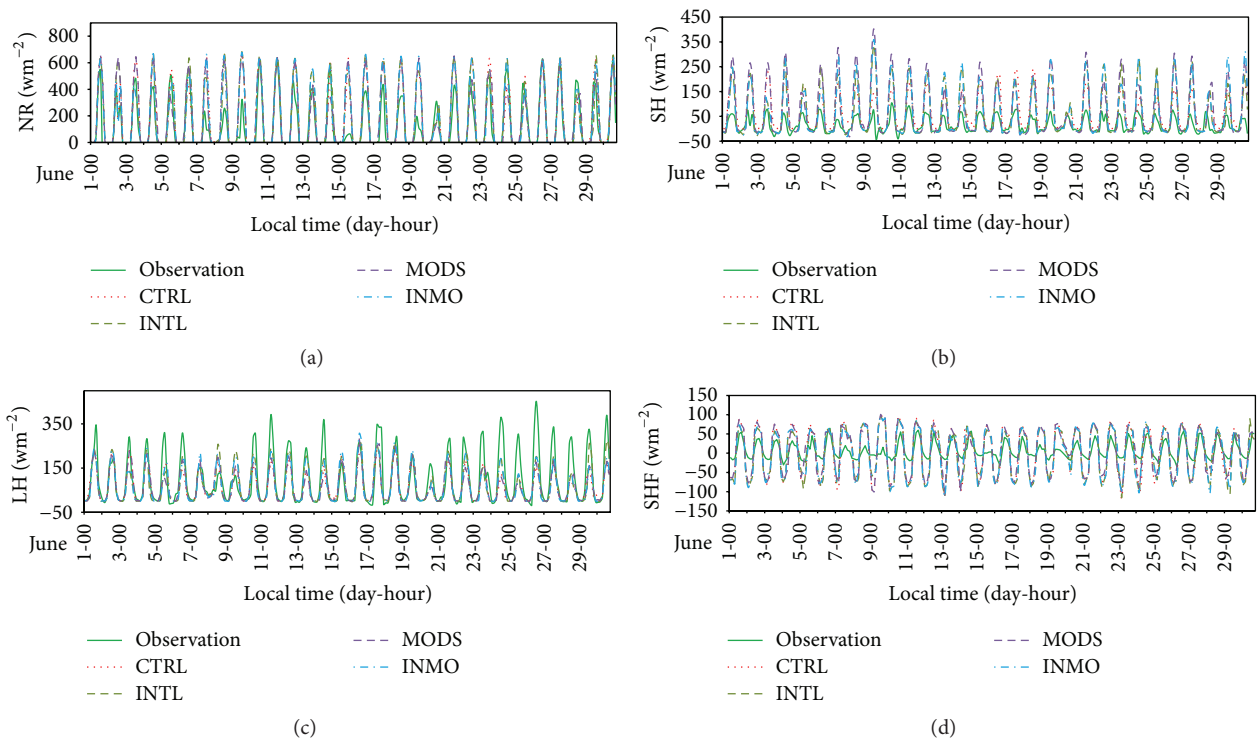 800
600
400
200
0
NR (wm−2)
June
1-00
3-00
5-00
7-00
9-00
11-00
13-00
15-00
17-00
19-00
21-00
23-00
25-00
27-00
29-00
Local time (day-hour)
Observation
CTRL
INTL
MODS
INMO
(a)
450
350
250
150
50
−50
SH (wm−2)
June
1-00
3-00
5-00
7-00
9-00
11-00
13-00
15-00
17-00
19-00
21-00
23-00
25-00
27-00
29-00
Local time (day-hour)
Observation
CTRL
INTL
MODS
INMO
(b)
350
150
−50
LH (wm−2)
June
1-00
3-00
5-00
7-00
9-00
11-00
13-00
15-00
17-00
19-00
21-00
23-00
25-00
27-00
29-00
Local time (day-hour)
Observation
CTRL
INTL
MODS
INMO
(c)
150
100
50
0
−50
−100
−150
SHF (wm−2)
June
1-00
3-00
5-00
7-00
9-00
11-00
13-00
15-00
17-00
19-00
21-00
23-00
25-00
27-00
29-00
Local time (day-hour)
Observation
CTRL
INTL
MODS
INMO
(d)